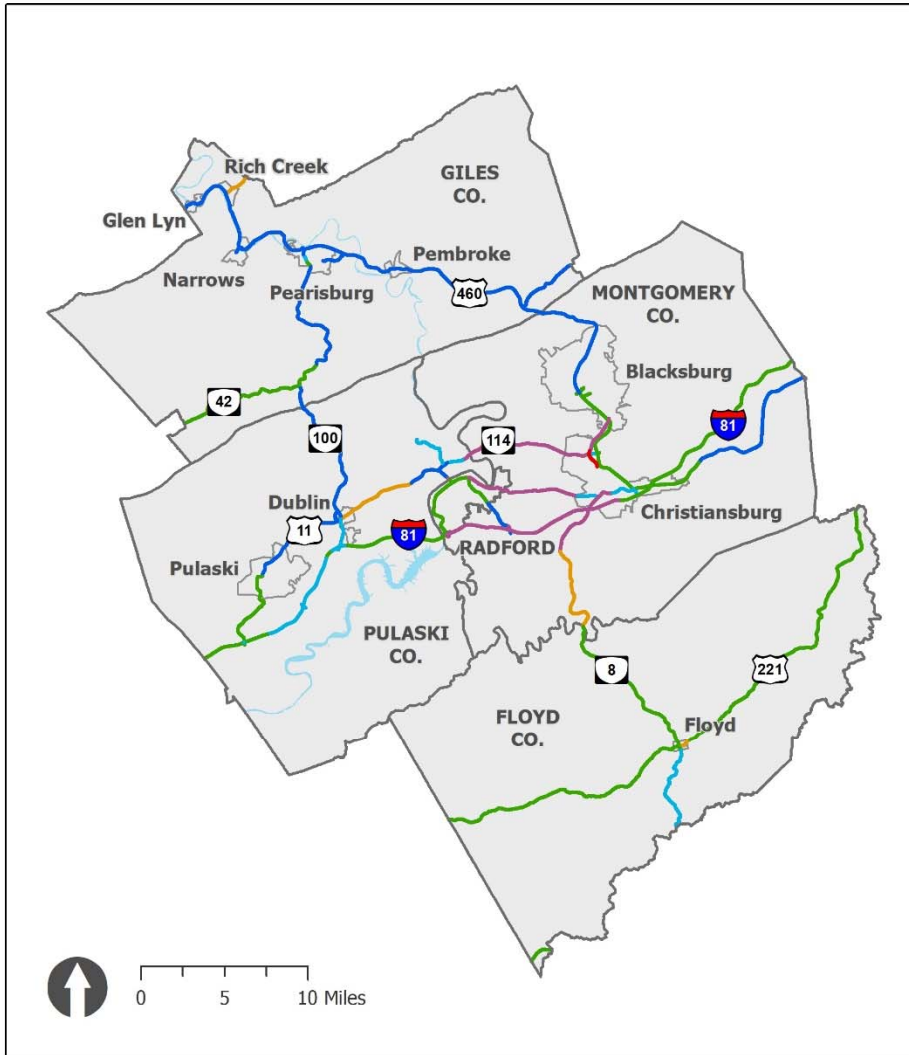 Rich Creek
GILES
CO.
Glen Lyn
Pembroke
Narrows
Pearisburg
460
MONTGOMERY
CO.
Blacksburg
42
81
100
114
Dublin
Christiansburg
11
81
RADFORD
Pulaski
PULASKI
CO.
8
221
FLOYD
CO.
Floyd
0 5 10 Miles